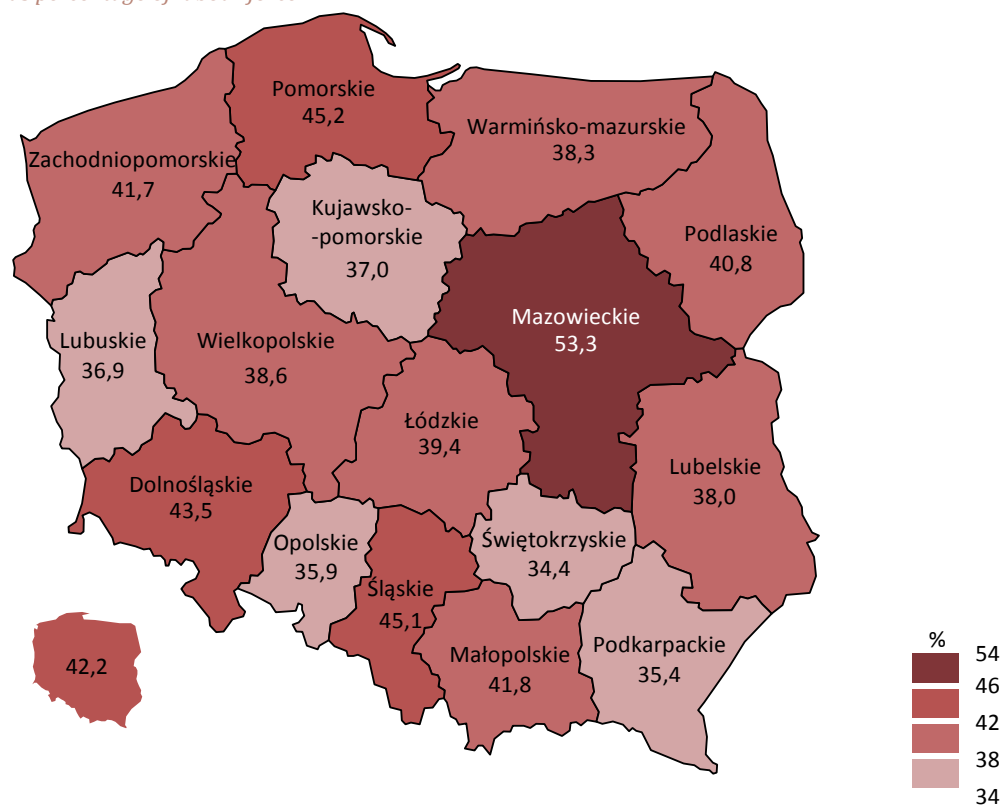 Pomorskie
45,2
Warmińsko-mazurskie
38,3
Zachodniopomorskie
41,7
Kujawsko-
-pomorskie
37,0
Podlaskie
40,8
Mazowieckie
53,3
Lubuskie
36,9
Wielkopolskie
38,6
Łódzkie
39,4
Lubelskie
38,0
Dolnośląskie
43,5
Opolskie
35,9
Świętokrzyskie
34,4
Śląskie
45,1
Małopolskie
41,8
Podkarpackie
35,4
42,2
%
54
46
42
38
34